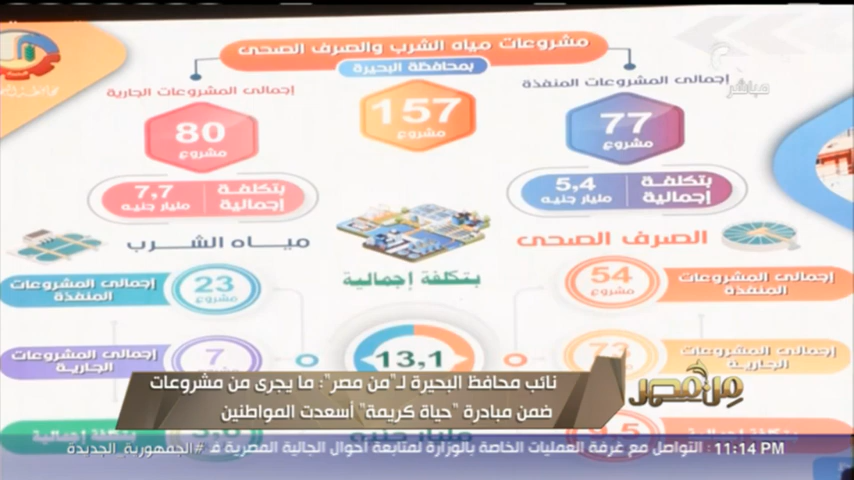 مشروعات مياه الشرب والصرف الصحى
بمحافظة البحيرة
مباشر
إجمالى المشروعات المنفذة
77
مشروع
بتكلفة إجمالية
5,4
مليار جنيه
157
مشروع
إجمالى المشروعات الجارية
80
مشروع
بتكلفة إجمالية
7,7
مليار جنيه
الصرف الصحى
إجمالى المشروعات المنفذة
54
مشروع
إجمالى المشروعات الجارية
بتكلفة إجمالية
13,1
مليار جنيه
مياه الشرب
إجمالى المشروعات المنفذة
23
مشروع
إجمالى المشروعات الجارية
7
من مصر
نائب محافظ البحيرة لـ"من مصر": ما يجرى من مشروعات
ضمن مبادرة "حياة كريمة" أسعدت المواطنين
11:14 PM
التواصل مع غرفة العمليات الخاصة بالوزارة لمتابعة احوال الجالية المصرية ف
#الجمهورية_الجديدة